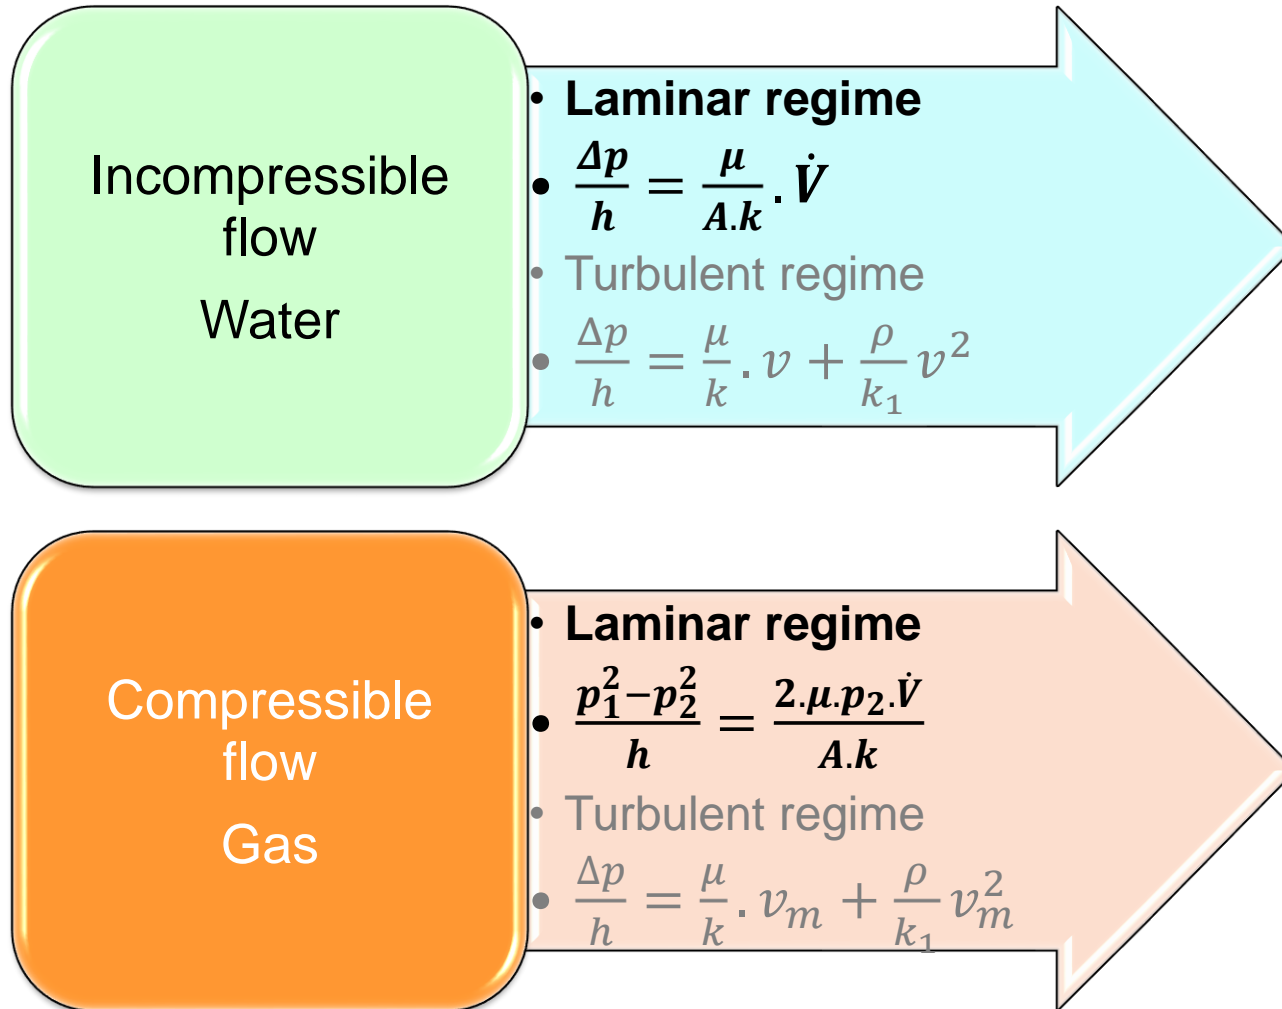 Incompressible
flow
Water
• Laminar regime
• Δp/h = μ/A.k . V̇
• Turbulent regime
• Δp/h = μ/k . v + ρ/k₁ v²
Compressible
flow
Gas
• Laminar regime
• p₁²−p₂²/h = 2.μ.p₂.V̇/A.k
• Turbulent regime
• Δp/h = μ/k . vₘ + ρ/k₁ vₘ²